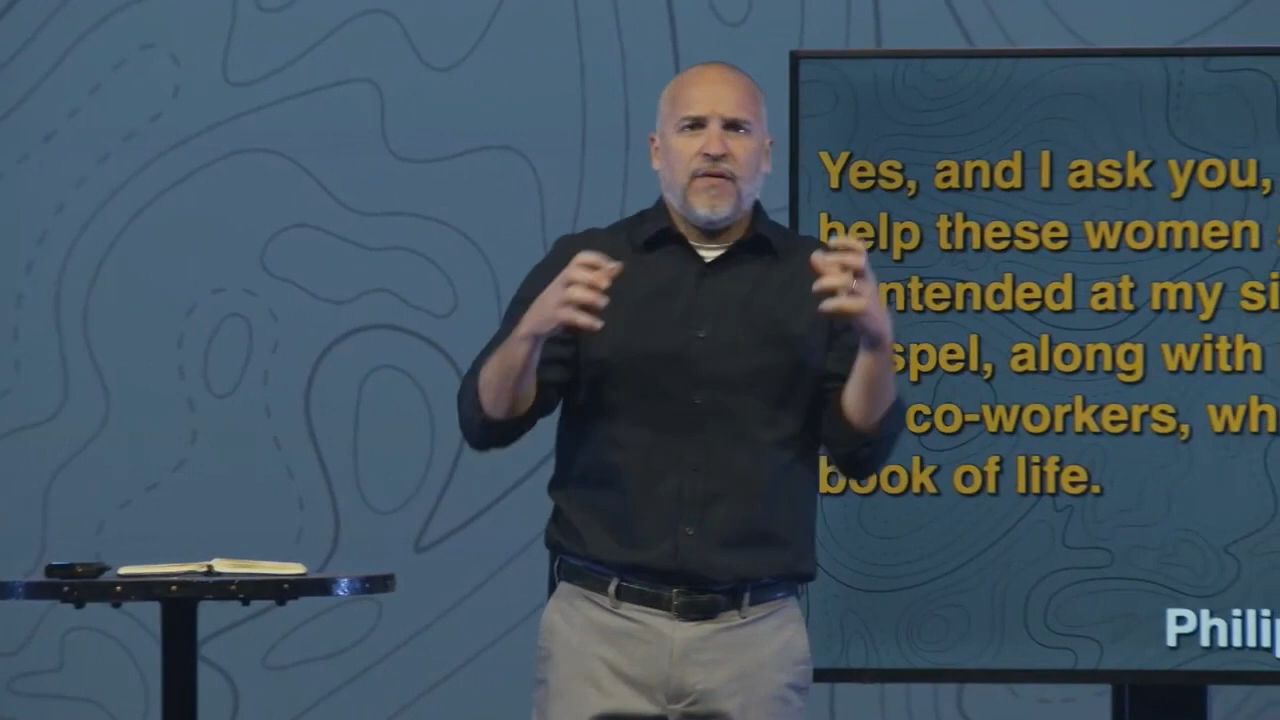 Yes, and I ask you,
help these women
ntended at my si
spel, along with
co-workers, wh
book of life.
Philip